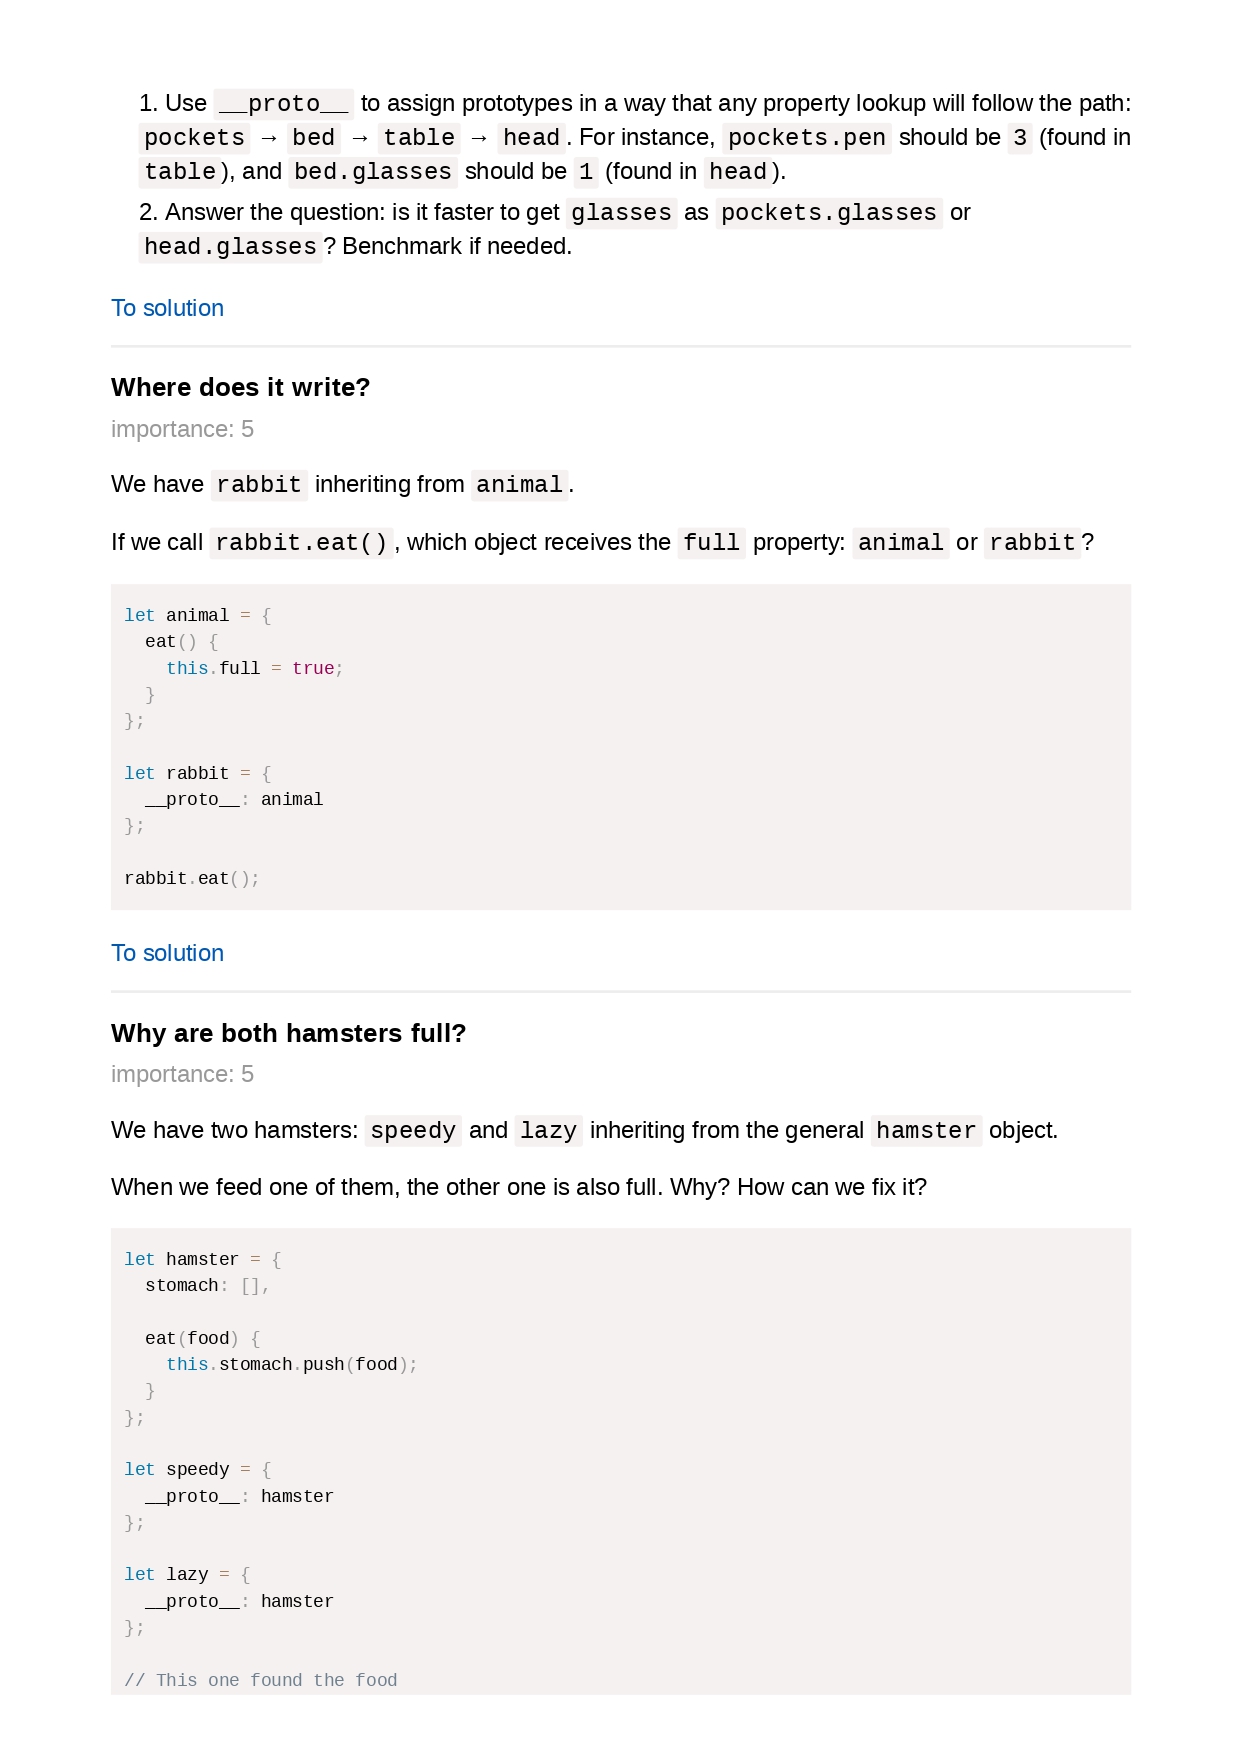 1. Use __proto__ to assign prototypes in a way that any property lookup will follow the path:
pockets → bed → table → head. For instance, pockets.pen should be 3 (found in
table), and bed.glasses should be 1 (found in head).
2. Answer the question: is it faster to get glasses as pockets.glasses or
head.glasses? Benchmark if needed.
To solution
Where does it write?
importance: 5
We have rabbit inheriting from animal.
If we call rabbit.eat(), which object receives the full property: animal or rabbit?
let animal = {
  eat() {
    this.full = true;
  }
};
let rabbit = {
  __proto__: animal
};
rabbit.eat();
To solution
Why are both hamsters full?
importance: 5
We have two hamsters: speedy and lazy inheriting from the general hamster object.
When we feed one of them, the other one is also full. Why? How can we fix it?
let hamster = {
  stomach: [],
  eat(food) {
    this.stomach.push(food);
  }
};
let speedy = {
  __proto__: hamster
};
let lazy = {
  __proto__: hamster
};
// This one found the food